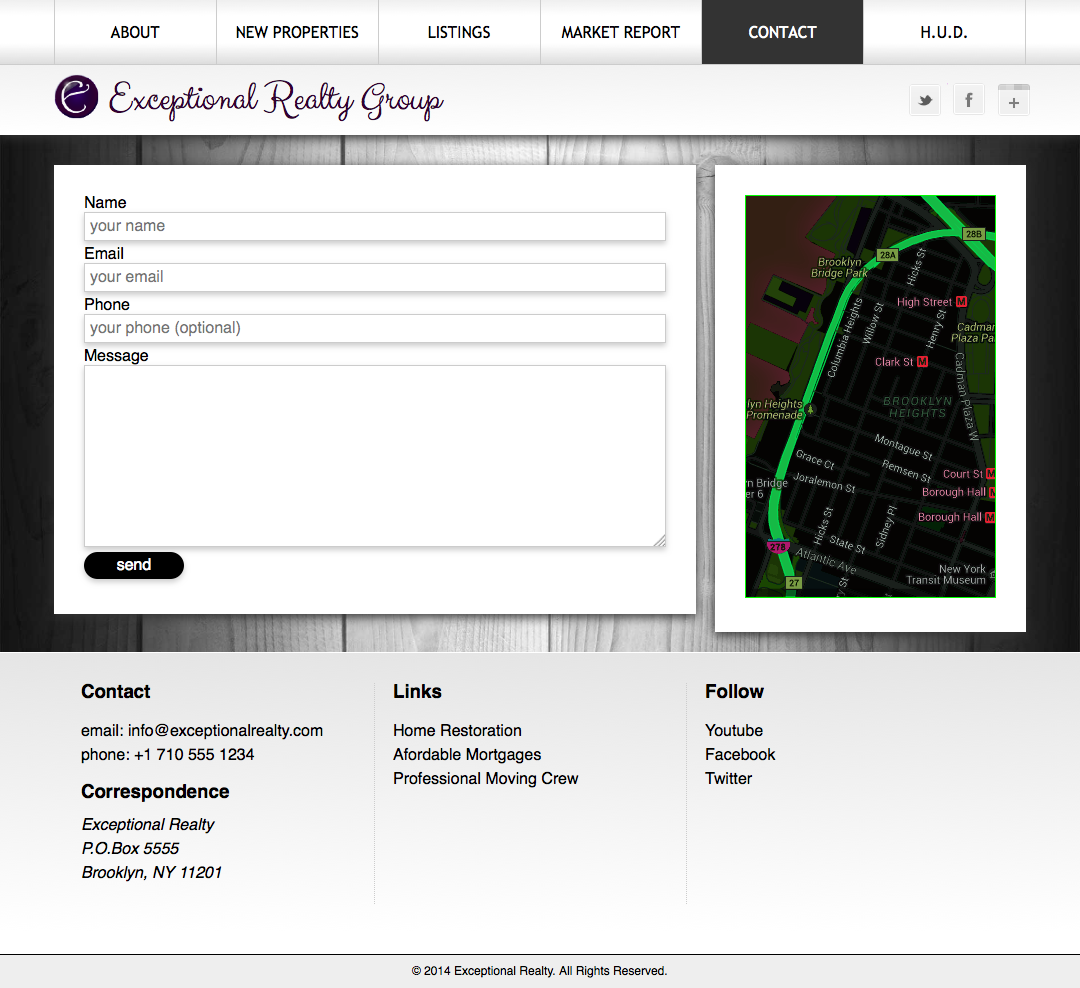 ABOUT
NEW PROPERTIES
LISTINGS
MARKET REPORT
CONTACT
H.U.D.
Exceptional Realty Group
Name
your name
Email
your email
Phone
your phone (optional)
Message
send
28B
28A
Hicks St
Brooklyn
Bridge Park
High Street M
Columbia Heights
Willow St
Henry St
Cadman
Plaza Pa
Clark St M
Cadman Plaza W
BROOKLYN
HEIGHTS
lyn Heights
Promenade
Montague St
Grace Ct
Remsen St
Court St M
Joralemon St
n Bridge
er 6
Borough Hall M
Hicks St
Sidney Pl
Borough Hall M
State St
278
Atlantic Ave
New York
Transit Museum
27
ry St
Contact
email: info@exceptionalrealty.com
phone: +1 710 555 1234
Correspondence
Exceptional Realty
P.O.Box 5555
Brooklyn, NY 11201
Links
Home Restoration
Afordable Mortgages
Professional Moving Crew
Follow
Youtube
Facebook
Twitter
© 2014 Exceptional Realty. All Rights Reserved.